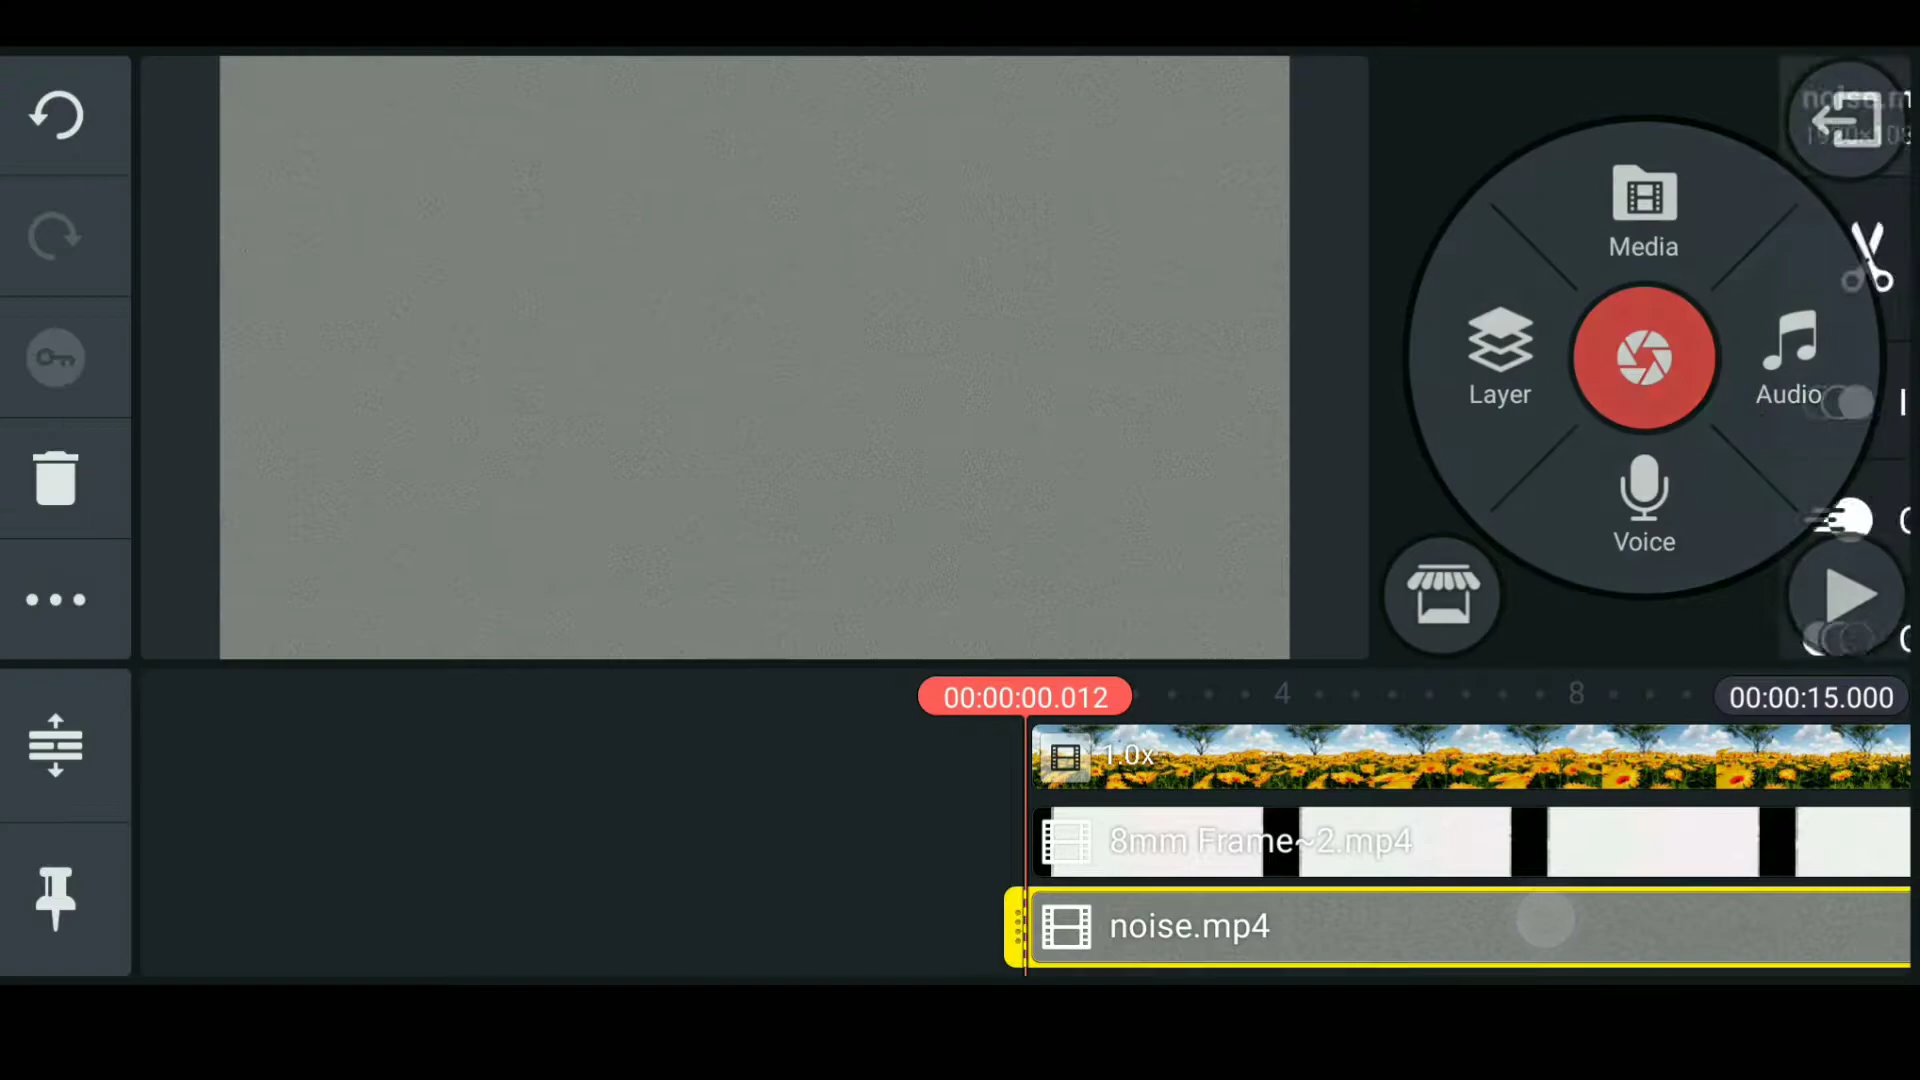 noise.m
Media
Layer
Audio
Voice
00:00:00.012
4
8
00:00:15.000
1.0x
8mm Frame~2.mp4
noise.mp4